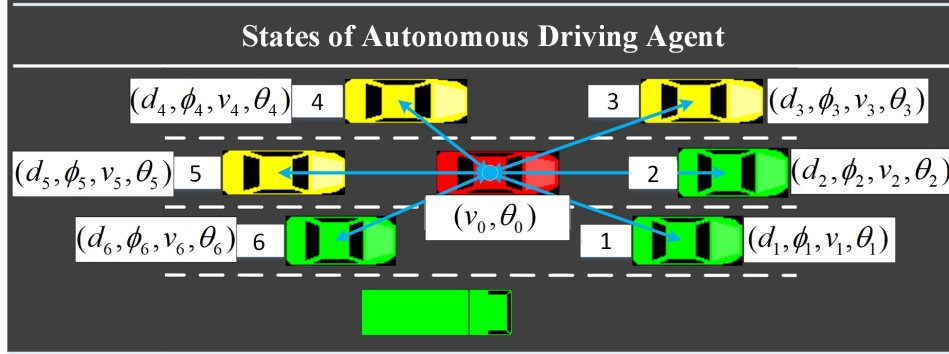 States of Autonomous Driving Agent
(d₄, ϕ₄, v₄, θ₄) 4
3 (d₃, ϕ₃, v₃, θ₃)
(d₅, ϕ₅, v₅, θ₅) 5
2 (d₂, ϕ₂, v₂, θ₂)
(v₀, θ₀)
(d₆, ϕ₆, v₆, θ₆) 6
1 (d₁, ϕ₁, v₁, θ₁)